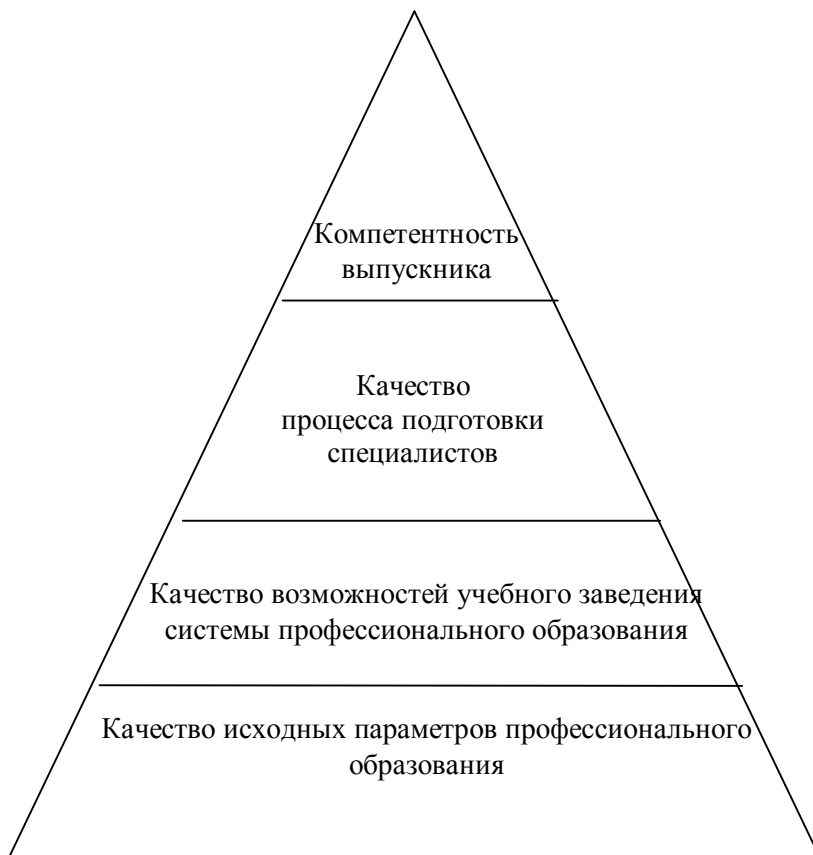 Компетентность
выпускника
Качество
процесса подготовки
специалистов
Качество возможностей учебного заведения
системы профессионального образования
Качество исходных параметров профессионального
образования